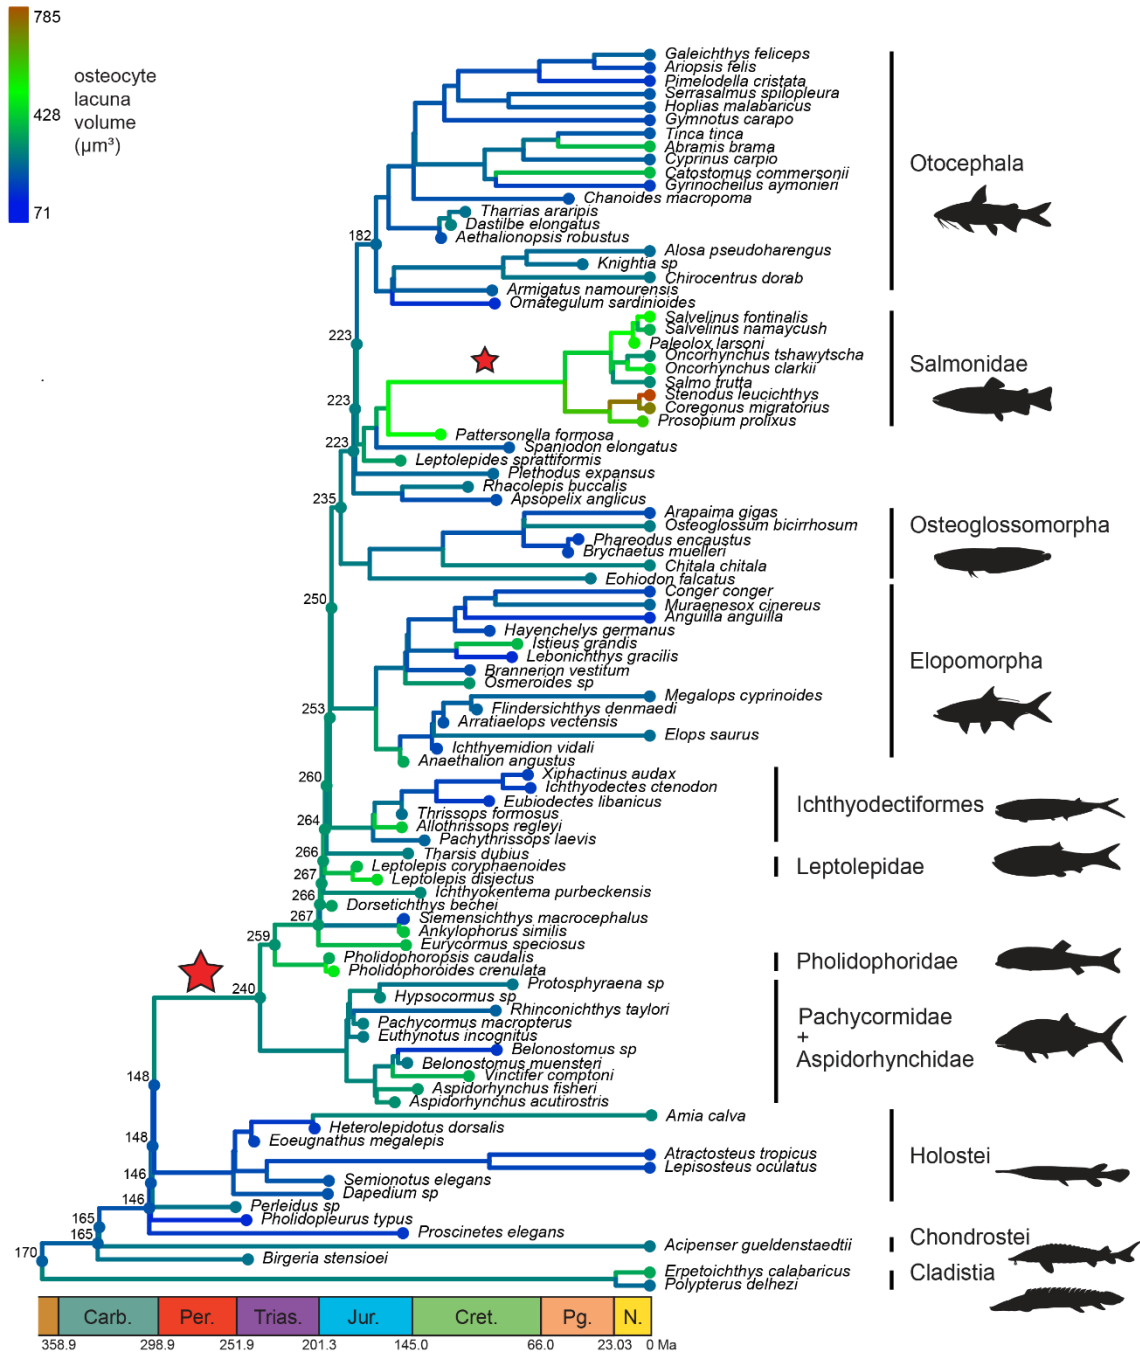 785
osteocyte
lacuna
428
volume
(µm³)
71
Galeichthys feliceps
Ariopsis felis
Pimelodella cristata
Serrasalmus spilopleura
Hoplias malabaricus
Gymnotus carapo
Tinca tinca
Abramis brama
Cyprinus carpio
Catostomus commersonii
Gyrinocheilus aymonieri
Chanoides macropoma
Tharrias araripis
Dastilbe elongatus
Aethalionopsis robustus
Otocephala
182
Alosa pseudoharengus
Knightia sp
Chirocentrus dorab
Armigatus namourensis
Ornategulum sardinioides
Salvelinus fontinalis
Salvelinus namaycush
Paleolox larsoni
Oncorhynchus tshawytscha
Oncorhynchus clarkii
Salmo trutta
Stenodus leucichthys
Coregonus migratorius
Prosopium prolixus
Salmonidae
223
223
223
Pattersonella formosa
Spaniodon elongatus
Leptolepides sprattiformis
Plethodus expansus
Rhacolepis buccalis
Apsopelix anglicus
235
Arapaima gigas
Osteoglossum bicirrhosum
Phareodus encaustus
Brychaetus muelleri
Chitala chitala
Eohiodon falcatus
Osteoglossomorpha
250
Conger conger
Muraenesox cinereus
Anguilla anguilla
Hayenchelys germanus
Istieus grandis
Lebonichthys gracilis
Brannerion vestitum
Osmeroides sp
Megalops cyprinoides
Flindersichthys denmaedi
Arratiaelops vectensis
Elops saurus
Ichthyemidion vidali
Anaethalion angustus
Elopomorpha
253
260
Xiphactinus audax
Ichthyodectes ctenodon
Eubiodectes libanicus
Thrissops formosus
Allothrissops regleyi
Pachythrissops laevis
Ichthyodectiformes
264
266
Tharsis dubius
Leptolepis coryphaenoides
Leptolepis disjectus
Leptolepidae
267
266
Ichthyokentema purbeckensis
Dorsetichthys bechei
267
Siemensichthys macrocephalus
Ankylophorus similis
Eurycormus speciosus
259
Pholidophoropsis caudalis
Pholidophoroides crenulata
Pholidophoridae
240
Protosphyraena sp
Hypsocormus sp
Rhinconichthys taylori
Pachycormus macropterus
Euthynotus incognitus
Belonostomus sp
Belonostomus muensteri
Vinctifer comptoni
Aspidorhynchus fisheri
Aspidorhynchus acutirostris
Pachycormidae
+
Aspidorhynchidae
148
148
146
146
Amia calva
Heterolepidotus dorsalis
Eoeugnathus megalepis
Atractosteus tropicus
Lepisosteus oculatus
Semionotus elegans
Dapedium sp
Holostei
Perleidus sp
Pholidopleurus typus
Proscinetes elegans
165
165
Acipenser gueldenstaedtii
Birgeria stensioei
Chondrostei
170
Erpetoichthys calabaricus
Polypterus delhezi
Cladistia
Carb. Per. Trias. Jur. Cret. Pg. N.
358.9 298.9 251.9 201.3 145.0 66.0 23.03 0 Ma